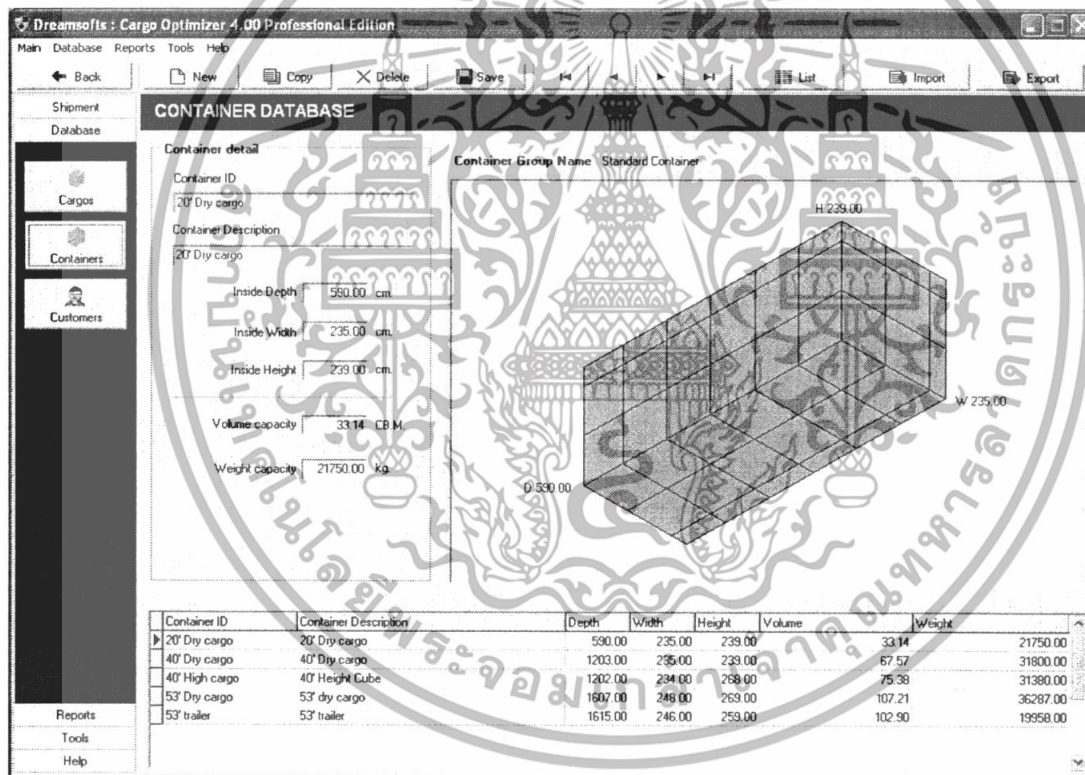 Dreamsofts : Cargo Optimizer 4.00 Professional Edition
Main Database Reports Tools Help
Back New Copy Delete Save List Import Export
Shipment
Database
Cargos
Containers
Customers
Reports
Tools
Help
CONTAINER DATABASE
Container detail
Container ID
20' Dry cargo
Container Description
20' Dry cargo
Inside Depth 590.00 cm.
Inside Width 235.00 cm.
Inside Height 239.00 cm.
Volume capacity 33.14 CB.M.
Weight capacity 21750.00 kg.
Container Group Name Standard Container
H 239.00
W 235.00
D 590.00
Container ID Container Description Depth Width Height Volume Weight
20' Dry cargo 20' Dry cargo 590.00 235.00 239.00 33.14 21750.00
40' Dry cargo 40' Dry cargo 1203.00 235.00 239.00 67.57 31800.00
40' High cargo 40' Height Cube 1202.00 234.00 268.00 75.38 31380.00
53' Dry cargo 53' dry cargo 1607.00 248.00 269.00 107.21 36287.00
53' trailer 53' trailer 1615.00 246.00 259.00 102.90 19958.00